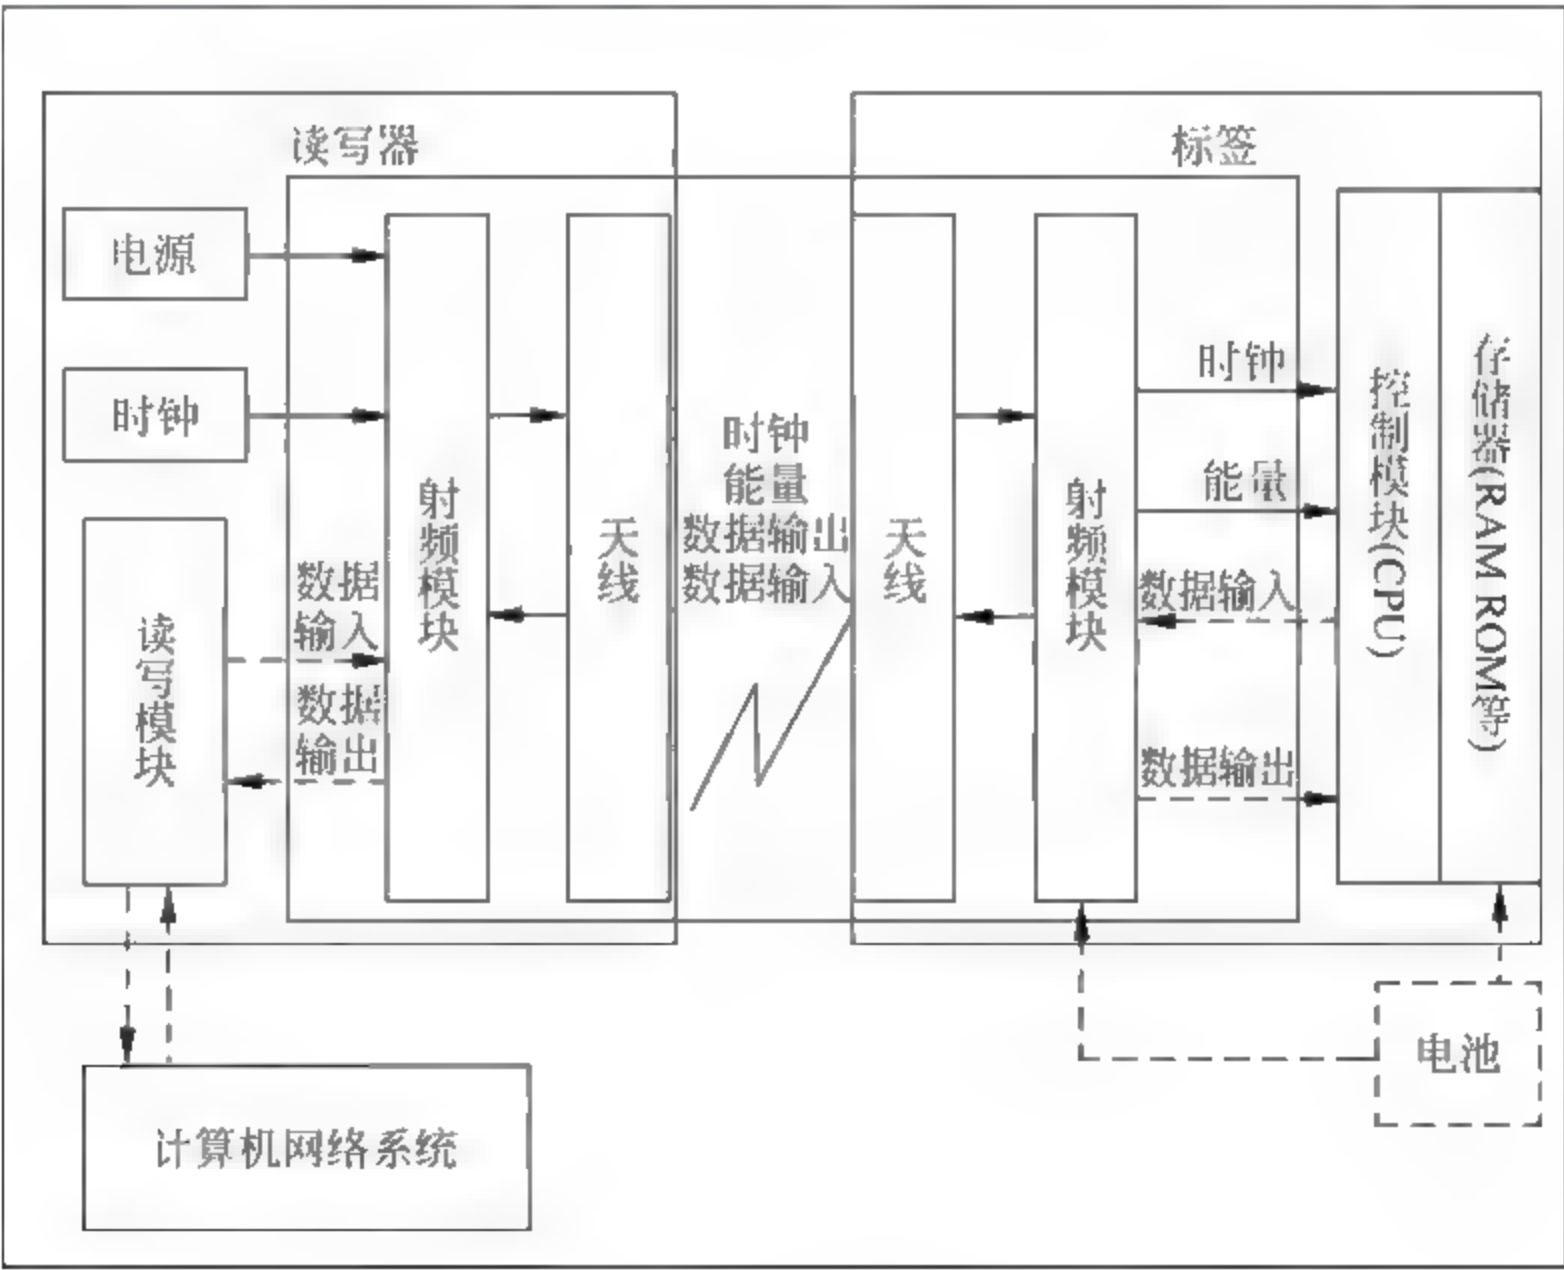 读写器
标签
电源
时钟
读写模块
数据
输入
数据
输出
射频模块
天线
时钟
能量
数据输出
数据输入
天线
射频模块
时钟
能量
数据输入
数据输出
控制模块(CPU)
存储器(RAM ROM等)
电池
计算机网络系统